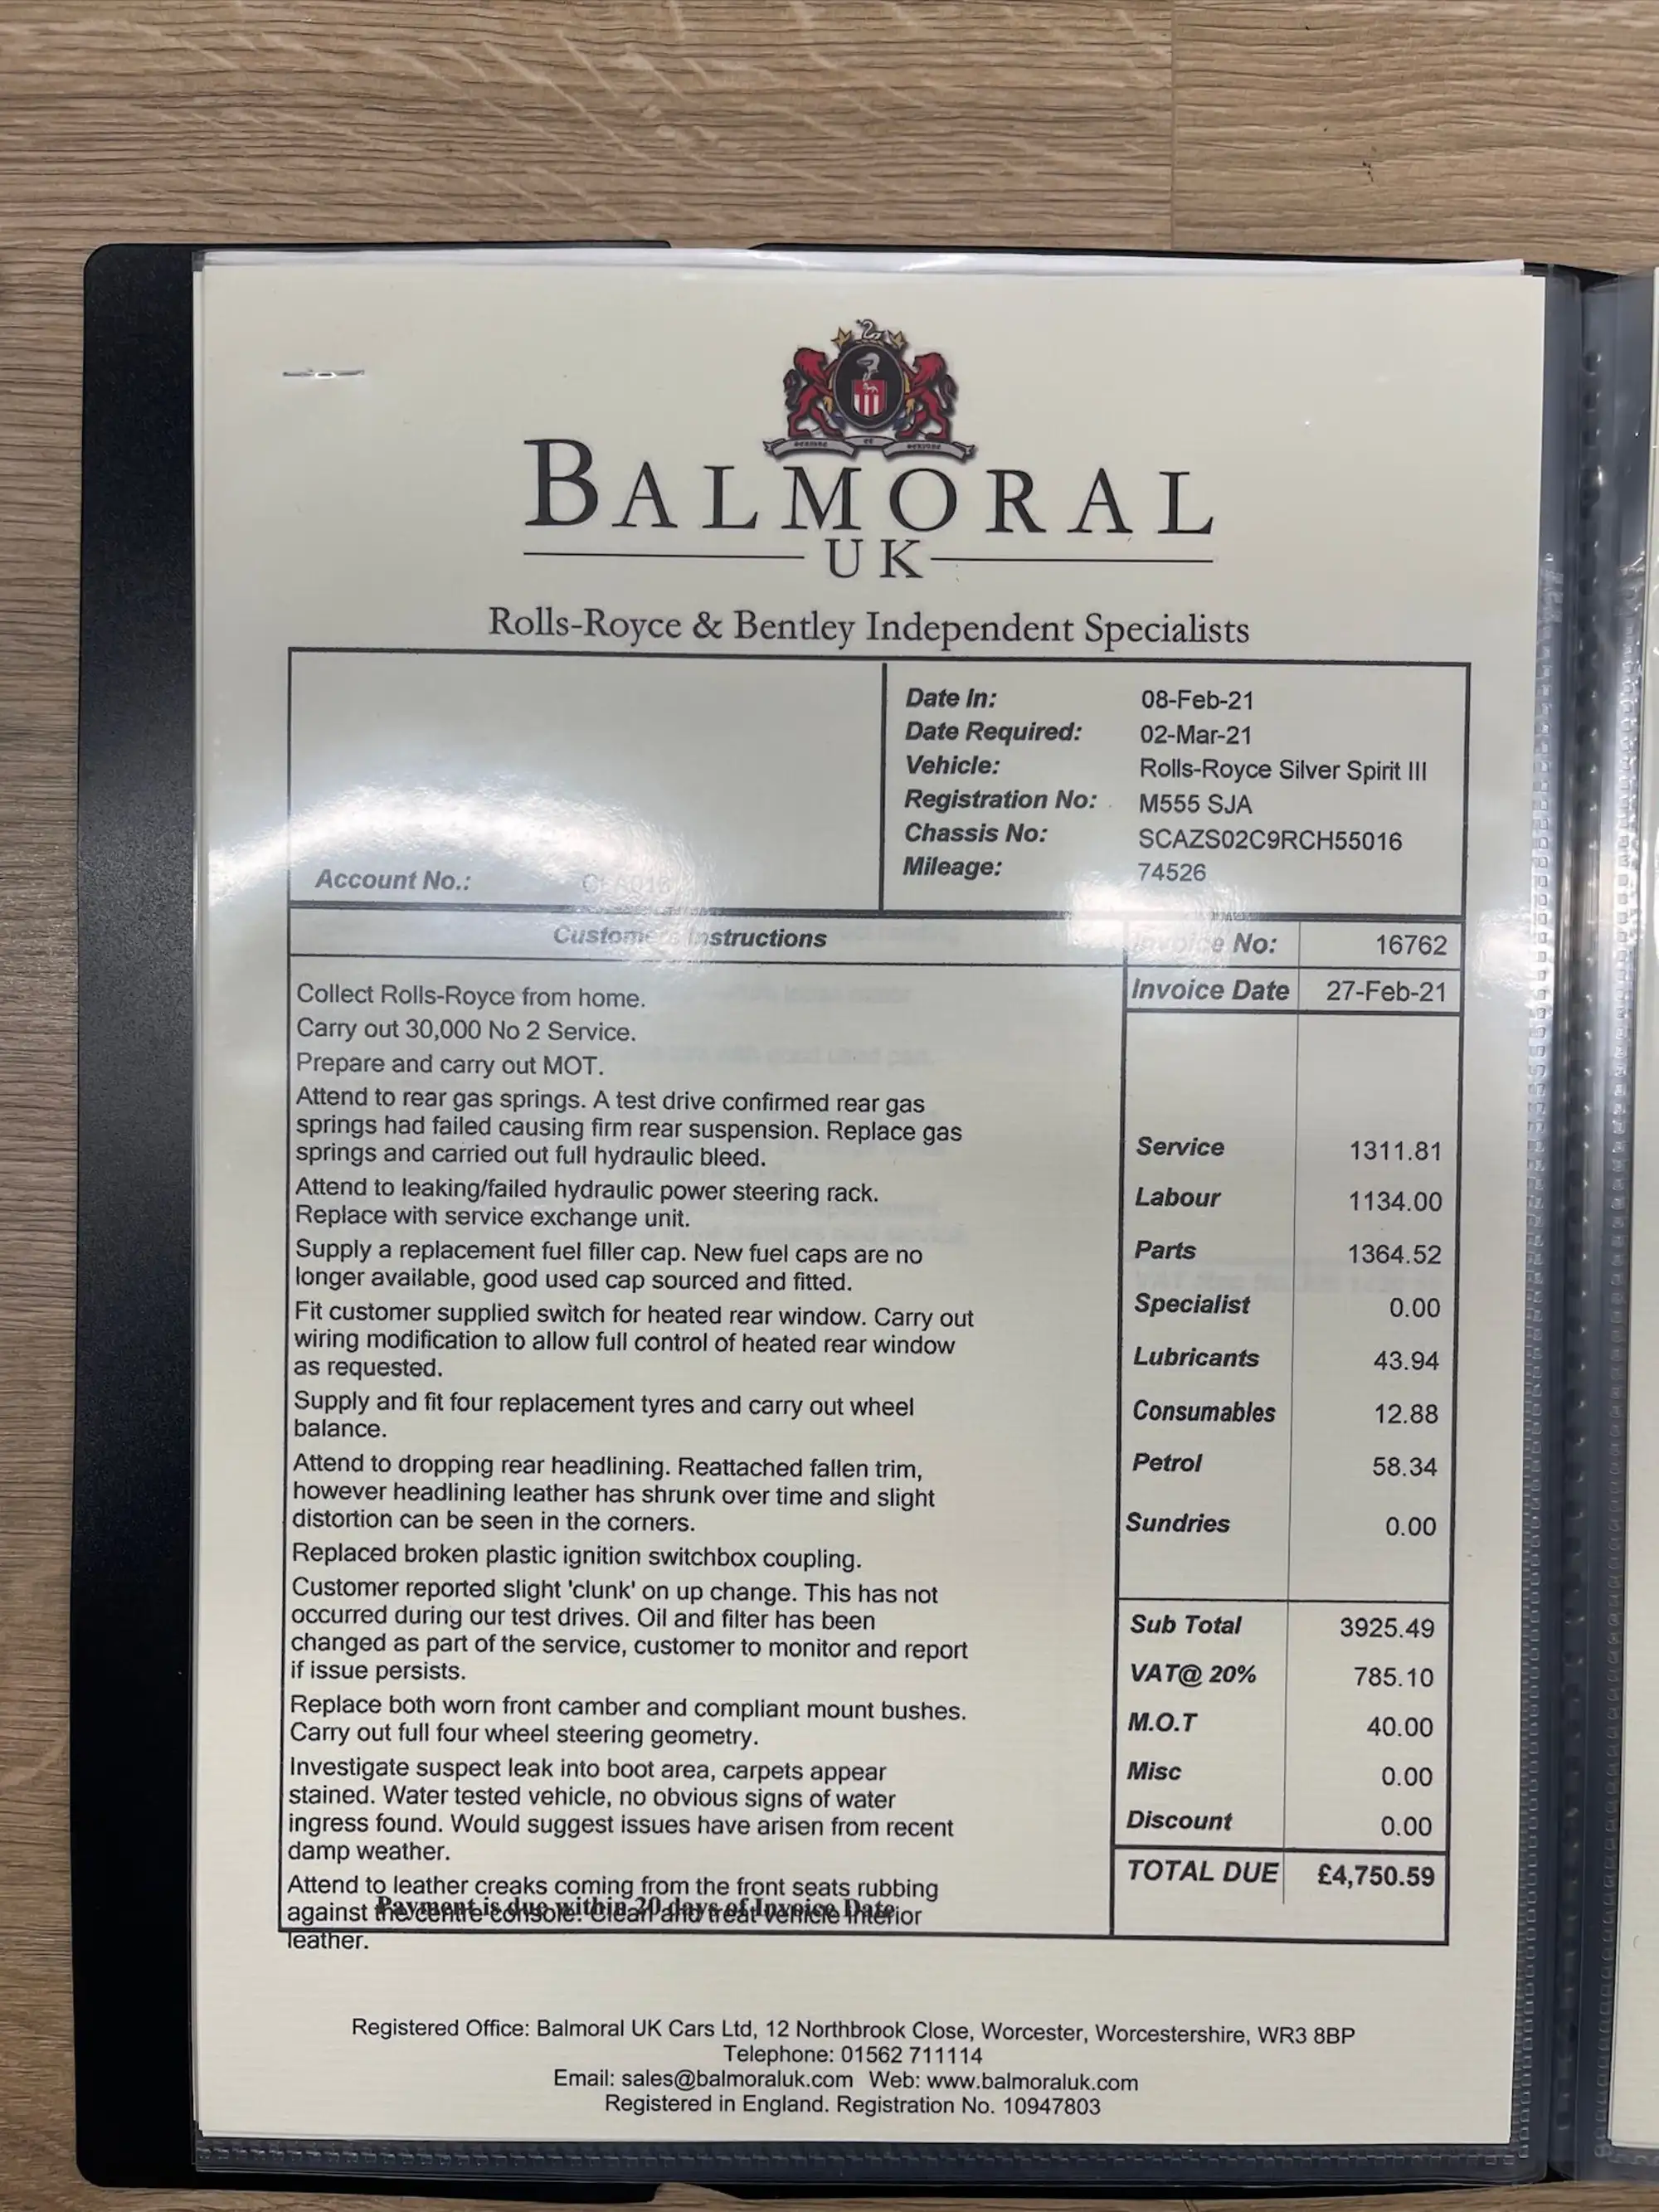 BALMORAL
UK
Rolls-Royce & Bentley Independent Specialists
Date In: 08-Feb-21
Date Required: 02-Mar-21
Vehicle: Rolls-Royce Silver Spirit III
Registration No: M555 SJA
Chassis No: SCAZS02C9RCH55016
Mileage: 74526
Account No.:
Customers Instructions
Invoice No: 16762
Invoice Date 27-Feb-21
Collect Rolls-Royce from home.
Carry out 30,000 No 2 Service.
Prepare and carry out MOT.
Attend to rear gas springs. A test drive confirmed rear gas
springs had failed causing firm rear suspension. Replace gas
springs and carried out full hydraulic bleed.
Attend to leaking/failed hydraulic power steering rack.
Replace with service exchange unit.
Supply a replacement fuel filler cap. New fuel caps are no
longer available, good used cap sourced and fitted.
Fit customer supplied switch for heated rear window. Carry out
wiring modification to allow full control of heated rear window
as requested.
Supply and fit four replacement tyres and carry out wheel
balance.
Attend to dropping rear headlining. Reattached fallen trim,
however headlining leather has shrunk over time and slight
distortion can be seen in the corners.
Replaced broken plastic ignition switchbox coupling.
Customer reported slight 'clunk' on up change. This has not
occurred during our test drives. Oil and filter has been
changed as part of the service, customer to monitor and report
if issue persists.
Replace both worn front camber and compliant mount bushes.
Carry out full four wheel steering geometry.
Investigate suspect leak into boot area, carpets appear
stained. Water tested vehicle, no obvious signs of water
ingress found. Would suggest issues have arisen from recent
damp weather.
Attend to leather creaks coming from the front seats rubbing
against the centre console. Clean and treat vehicle interior
leather.
Payment is due within 20 days of Invoice Date
Service 1311.81
Labour 1134.00
Parts 1364.52
Specialist 0.00
Lubricants 43.94
Consumables 12.88
Petrol 58.34
Sundries 0.00
Sub Total 3925.49
VAT@ 20% 785.10
M.O.T 40.00
Misc 0.00
Discount 0.00
TOTAL DUE £4,750.59
Registered Office: Balmoral UK Cars Ltd, 12 Northbrook Close, Worcester, Worcestershire, WR3 8BP
Telephone: 01562 711114
Email: sales@balmoraluk.com Web: www.balmoraluk.com
Registered in England. Registration No. 10947803